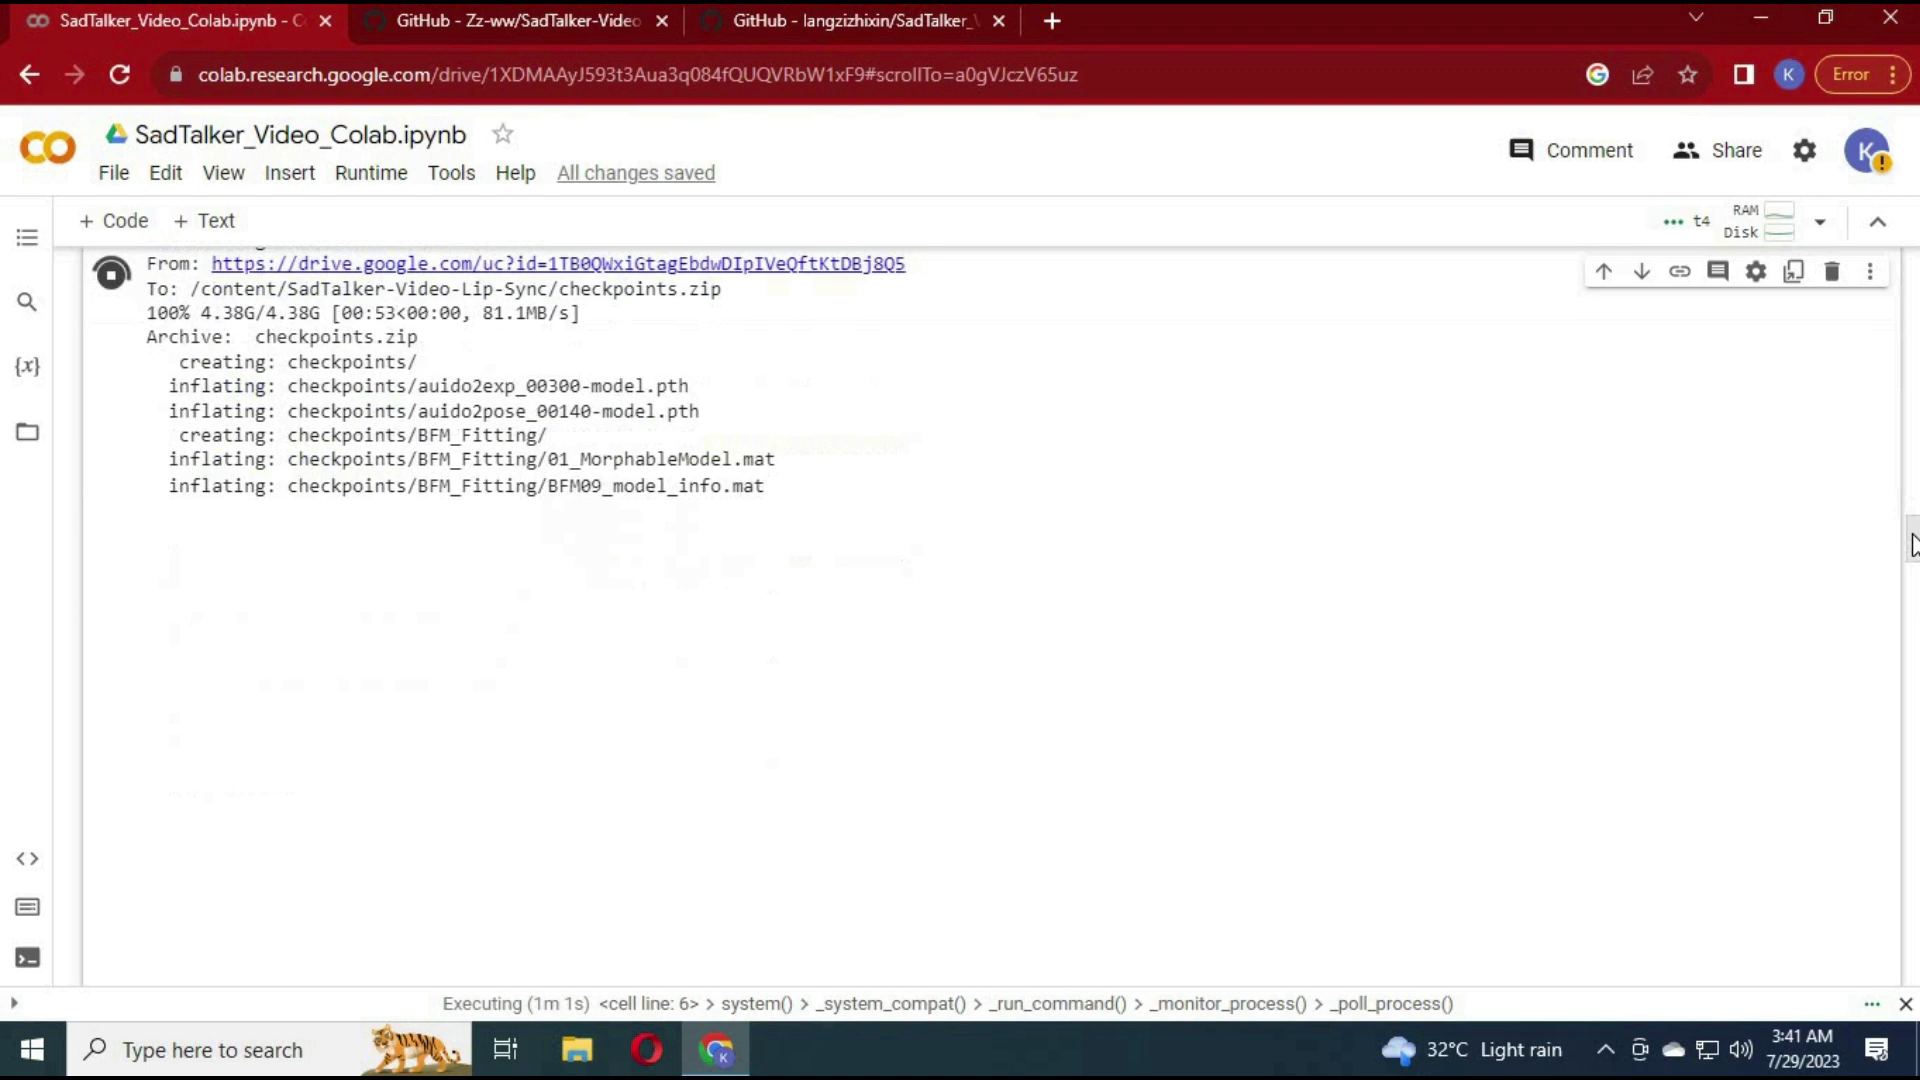 SadTalker_Video_Colab.ipynb - C
GitHub - Zz-ww/SadTalker-Video
GitHub - langzizhixin/SadTalker_
colab.research.google.com/drive/1XDMAAyJ593t3Aua3q084fQUQVRbW1xF9#scrollTo=a0gVJczV65uz
K
Error
SadTalker_Video_Colab.ipynb
Comment
Share
K
File Edit View Insert Runtime Tools Help All changes saved
+ Code + Text
t4
RAM
Disk
From: https://drive.google.com/uc?id=1TB0QWxiGtagEbdwDIpIVeQftKtDBj8Q5
To: /content/SadTalker-Video-Lip-Sync/checkpoints.zip
100% 4.38G/4.38G [00:53<00:00, 81.1MB/s]
Archive: checkpoints.zip
creating: checkpoints/
inflating: checkpoints/auido2exp_00300-model.pth
inflating: checkpoints/auido2pose_00140-model.pth
creating: checkpoints/BFM_Fitting/
inflating: checkpoints/BFM_Fitting/01_MorphableModel.mat
inflating: checkpoints/BFM_Fitting/BFM09_model_info.mat
{x}
Executing (1m 1s) <cell line: 6> > system() > _system_compat() > _run_command() > _monitor_process() > _poll_process()
Type here to search
32°C Light rain
3:41 AM
7/29/2023